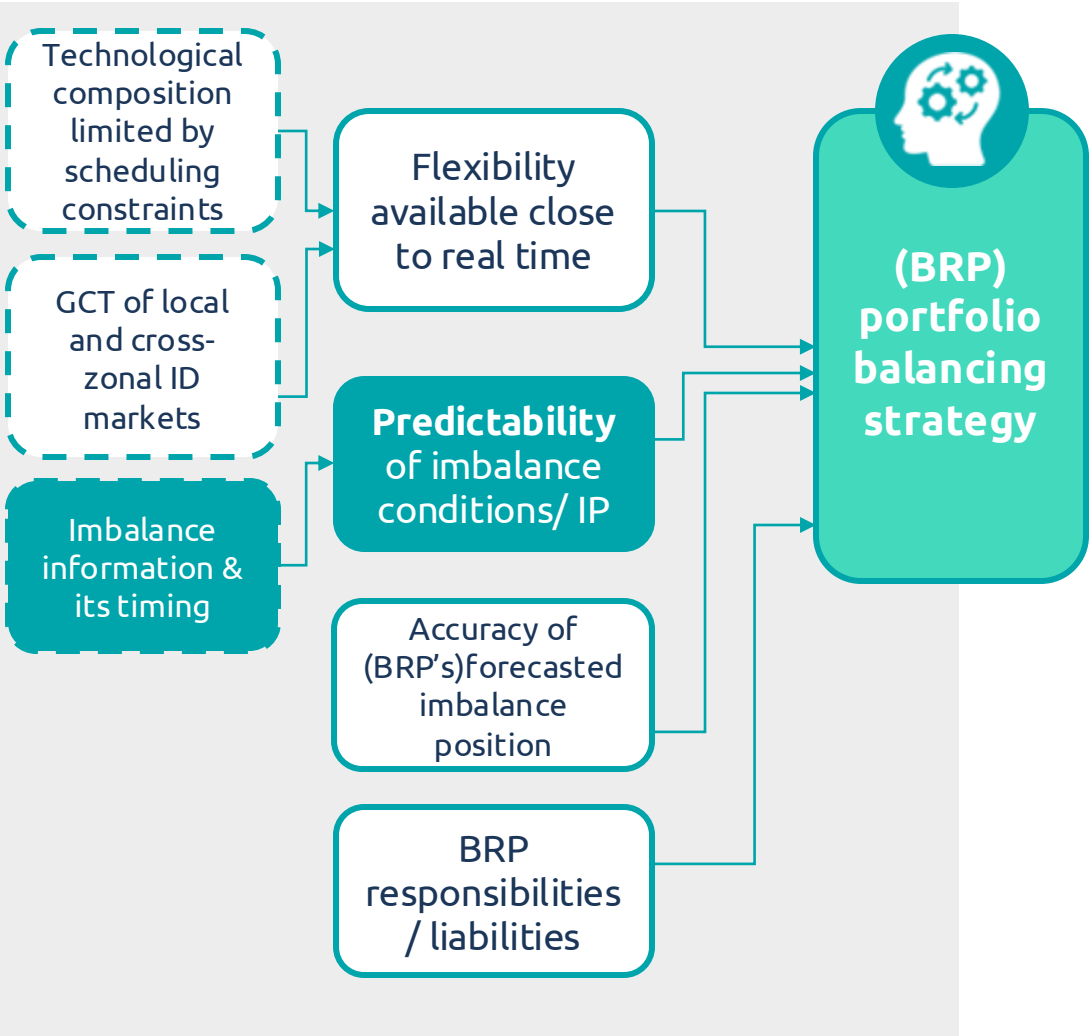 Technological
composition
limited by
scheduling
constraints
GCT of local
and cross-
zonal ID
markets
Imbalance
information &
its timing
Flexibility
available close
to real time
Predictability
of imbalance
conditions/ IP
Accuracy of
(BRP’s)forecasted
imbalance
position
BRP
responsibilities
/ liabilities
(BRP)
portfolio
balancing
strategy